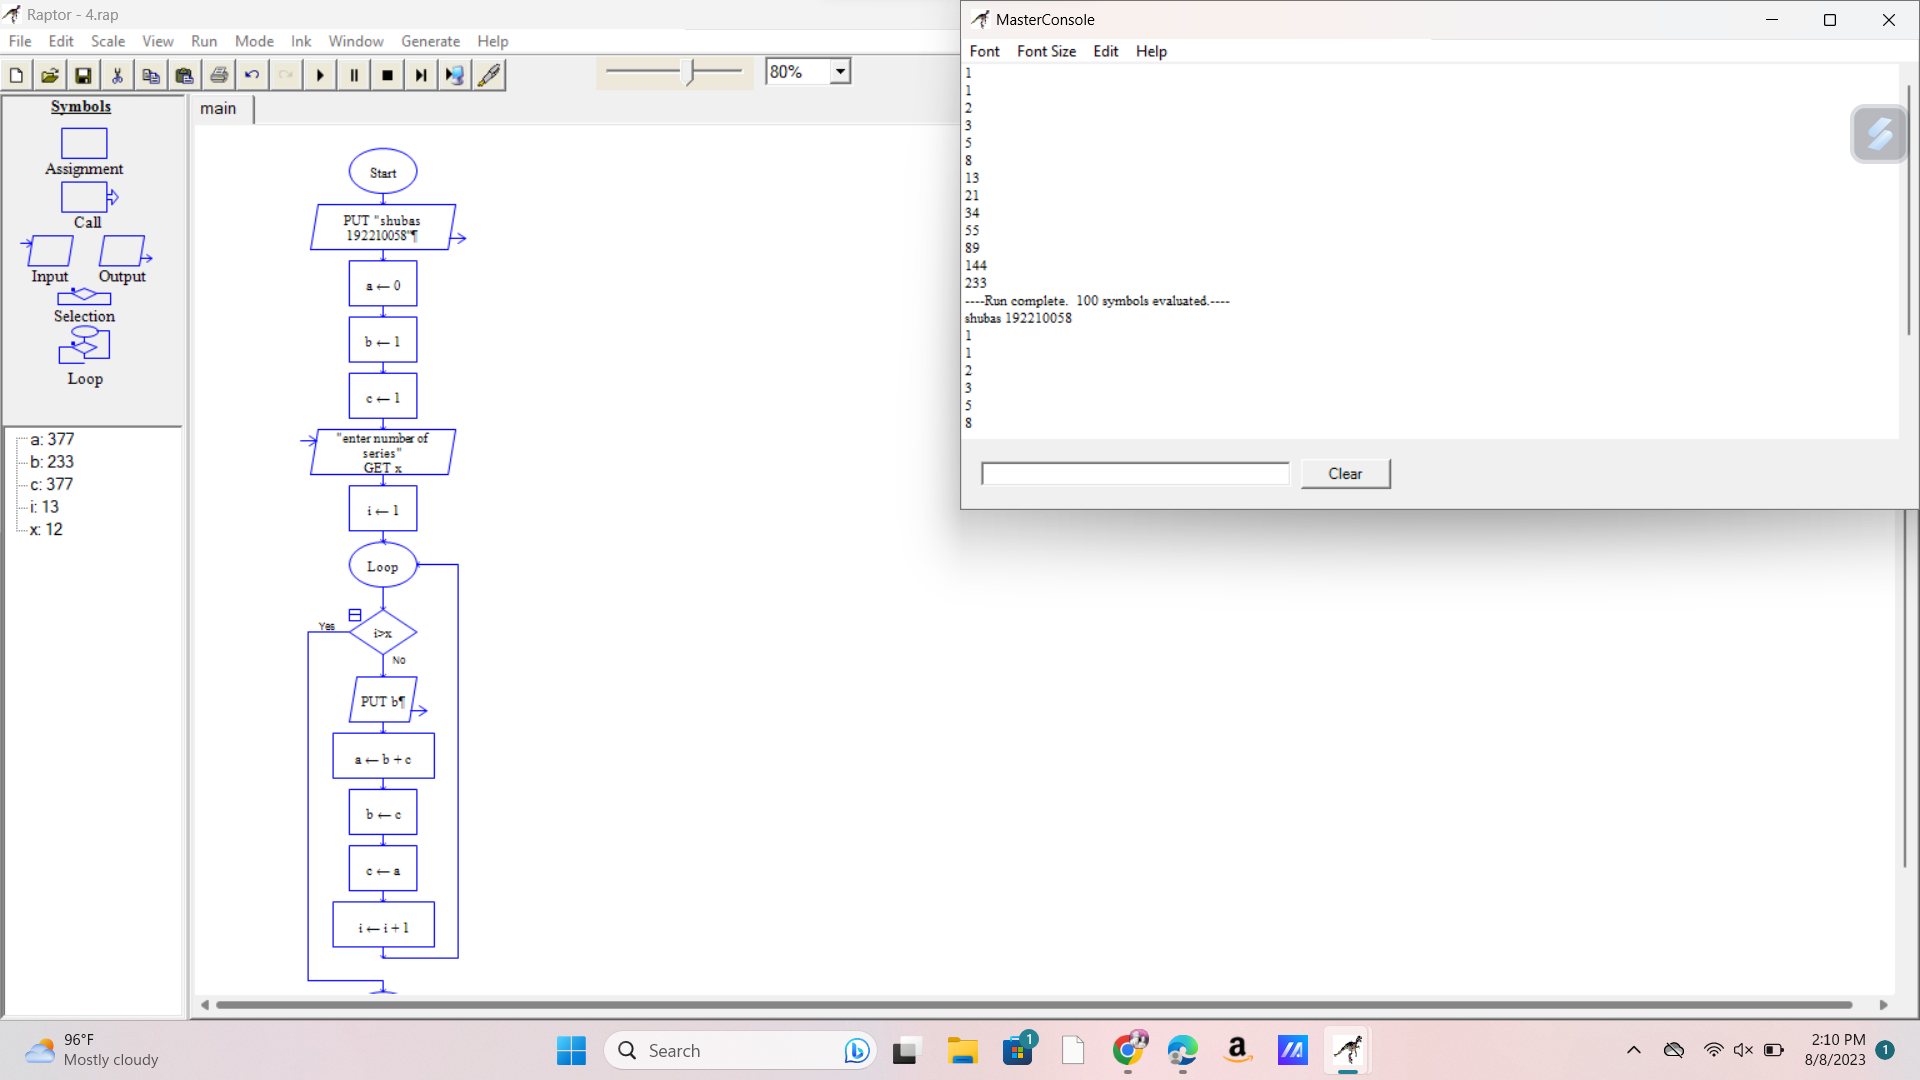 Raptor - 4.rap
File Edit Scale View Run Mode Ink Window Generate Help
80%
Symbols
Assignment
Call
Input Output
Selection
Loop
a: 377
b: 233
c: 377
i: 13
x: 12
main
Start
PUT "shubas
192210058"¶
a ← 0
b ← 1
c ← 1
"enter number of
series"
GET x
i ← 1
Loop
Yes
i>x
No
PUT b¶
a ← b + c
b ← c
c ← a
i ← i + 1
MasterConsole
Font Font Size Edit Help
1
1
2
3
5
8
13
21
34
55
89
144
233
----Run complete. 100 symbols evaluated.----
shubas 192210058
1
1
2
3
5
8
Clear
96°F
Mostly cloudy
Search
1
a
2:10 PM
8/8/2023
1